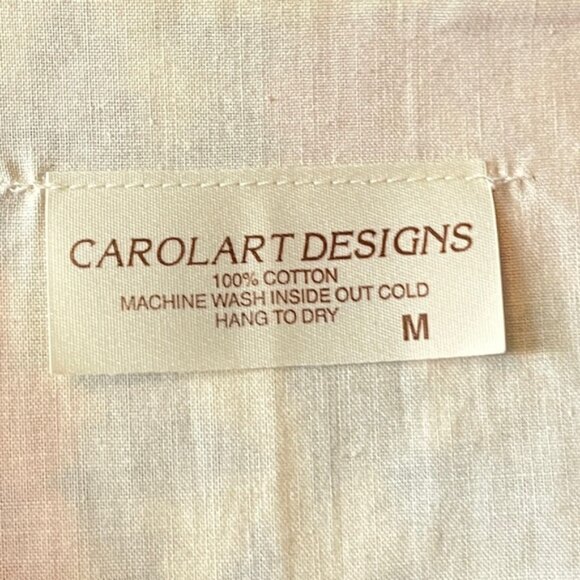 CAROLART DESIGNS
100% COTTON
MACHINE WASH INSIDE OUT COLD
HANG TO DRY
M